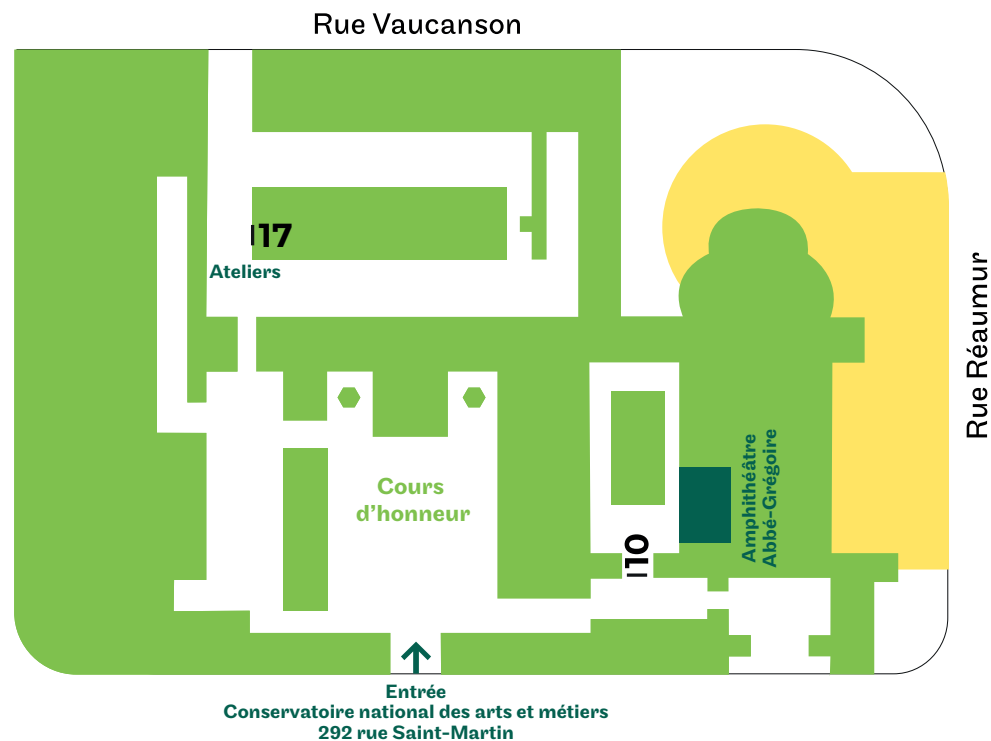 Rue Vaucanson
17
Ateliers
Rue Réaumur
Cours
d’honneur
Amphithéâtre
Abbé-Grégoire
10
Entrée
Conservatoire national des arts et métiers
292 rue Saint-Martin